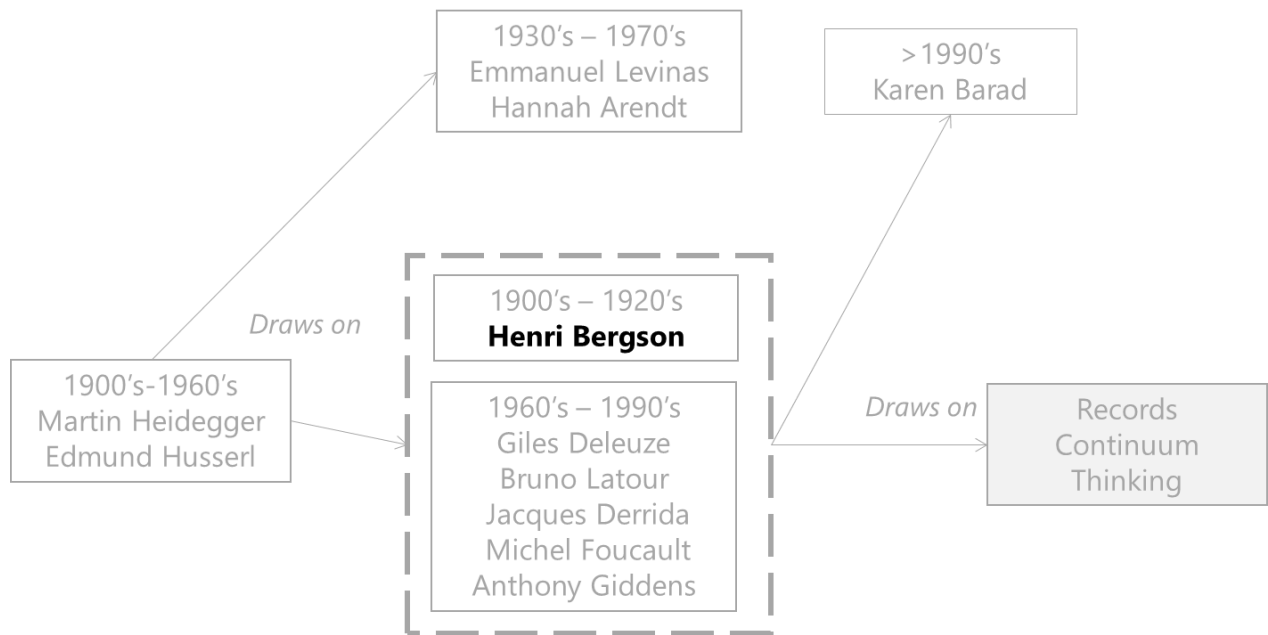 1930’s – 1970’s
Emmanuel Levinas
Hannah Arendt
>1990’s
Karen Barad
Draws on
1900’s-1960’s
Martin Heidegger
Edmund Husserl
1900’s – 1920’s
Henri Bergson
1960’s – 1990’s
Giles Deleuze
Bruno Latour
Jacques Derrida
Michel Foucault
Anthony Giddens
Draws on
Records
Continuum
Thinking